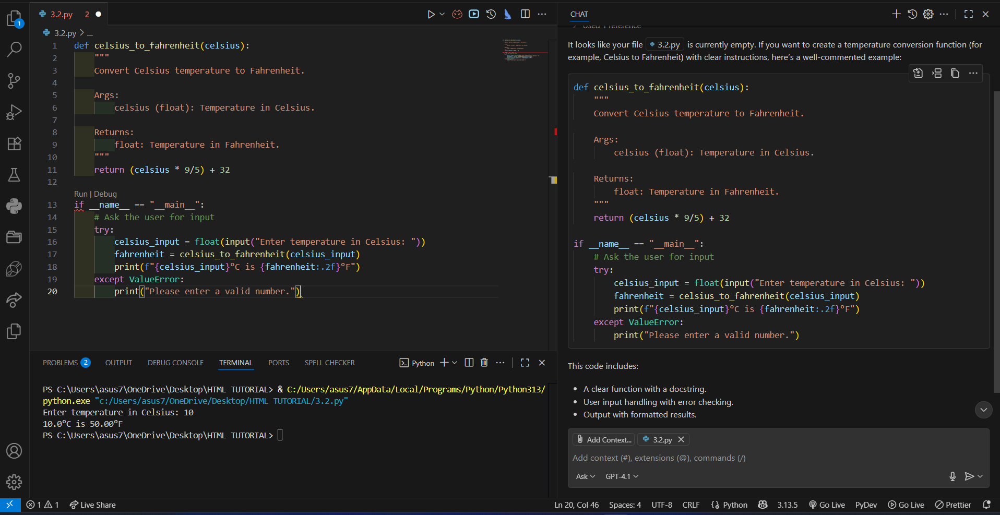 1
3.2.py 2
3.2.py > ...
1 def celsius_to_fahrenheit(celsius):
2 """
3 Convert Celsius temperature to Fahrenheit.
4
5 Args:
6 celsius (float): Temperature in Celsius.
7
8 Returns:
9 float: Temperature in Fahrenheit.
10 """
11 return (celsius * 9/5) + 32
12
Run | Debug
13 if __name__ == "__main__":
14 # Ask the user for input
15 try:
16 celsius_input = float(input("Enter temperature in Celsius: "))
17 fahrenheit = celsius_to_fahrenheit(celsius_input)
18 print(f"{celsius_input}°C is {fahrenheit:.2f}°F")
19 except ValueError:
20 print("Please enter a valid number.")
PROBLEMS 2 OUTPUT DEBUG CONSOLE TERMINAL PORTS SPELL CHECKER Python
PS C:\Users\asus7\OneDrive\Desktop\HTML TUTORIAL> & C:/Users/asus7/AppData/Local/Programs/Python/Python313/
python.exe "c:/Users/asus7/OneDrive/Desktop/HTML TUTORIAL/3.2.py"
Enter temperature in Celsius: 10
10.0°C is 50.00°F
PS C:\Users\asus7\OneDrive\Desktop\HTML TUTORIAL>
CHAT
Used 1 reference
It looks like your file 3.2.py is currently empty. If you want to create a temperature conversion function (for
example, Celsius to Fahrenheit) with clear instructions, here's a well-commented example:
def celsius_to_fahrenheit(celsius):
"""
Convert Celsius temperature to Fahrenheit.
Args:
celsius (float): Temperature in Celsius.
Returns:
float: Temperature in Fahrenheit.
"""
return (celsius * 9/5) + 32
if __name__ == "__main__":
# Ask the user for input
try:
celsius_input = float(input("Enter temperature in Celsius: "))
fahrenheit = celsius_to_fahrenheit(celsius_input)
print(f"{celsius_input}°C is {fahrenheit:.2f}°F")
except ValueError:
print("Please enter a valid number.")
This code includes:
• A clear function with a docstring.
• User input handling with error checking.
• Output with formatted results.
Add Context... 3.2.py
Add context (#), extensions (@), commands (/)
Ask GPT-4.1
1 1 Live Share Ln 20, Col 46 Spaces: 4 UTF-8 CRLF Python 3.13.5 Go Live PyDev Go Live Prettier